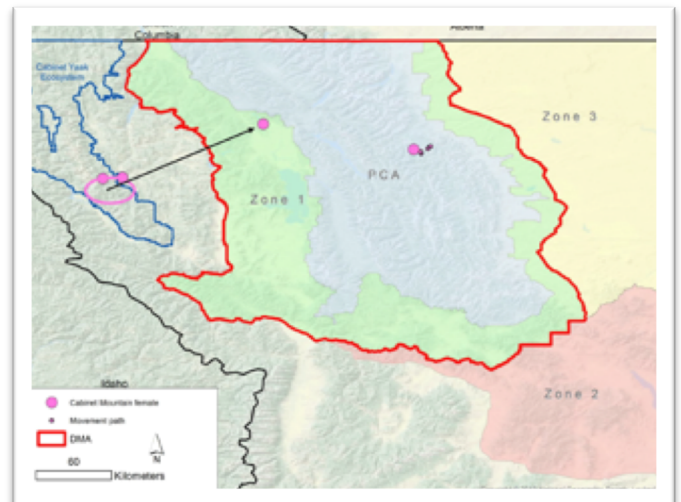 Columbia
Alberta
Cabinet Yaak
Ecosystem
Zone 3
PCA
Zone 1
Zone 2
Idaho
Cabinet Mountain female
Movement path
DMA
N
60
Kilometers